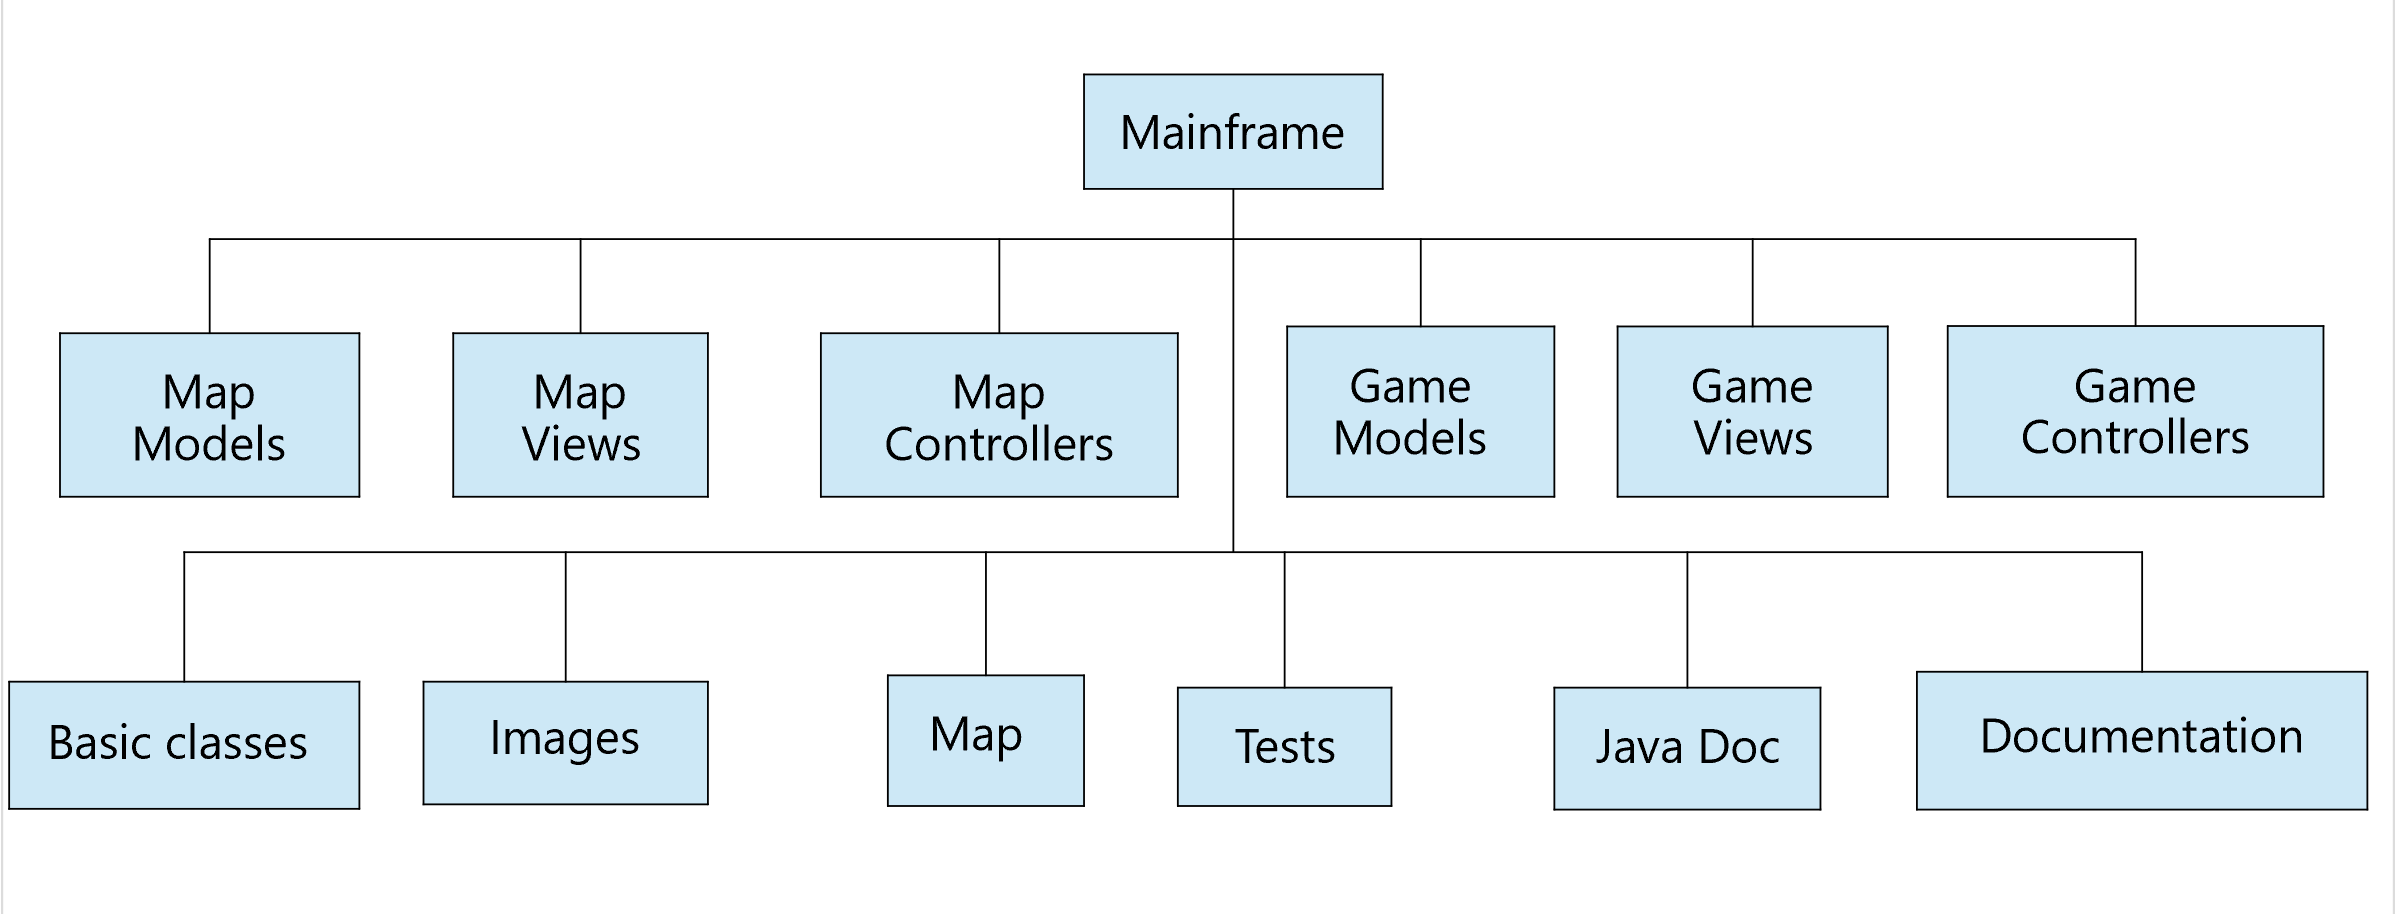 Mainframe
Map
Models
Map
Views
Map
Controllers
Game
Models
Game
Views
Game
Controllers
Basic classes
Images
Map
Tests
Java Doc
Documentation